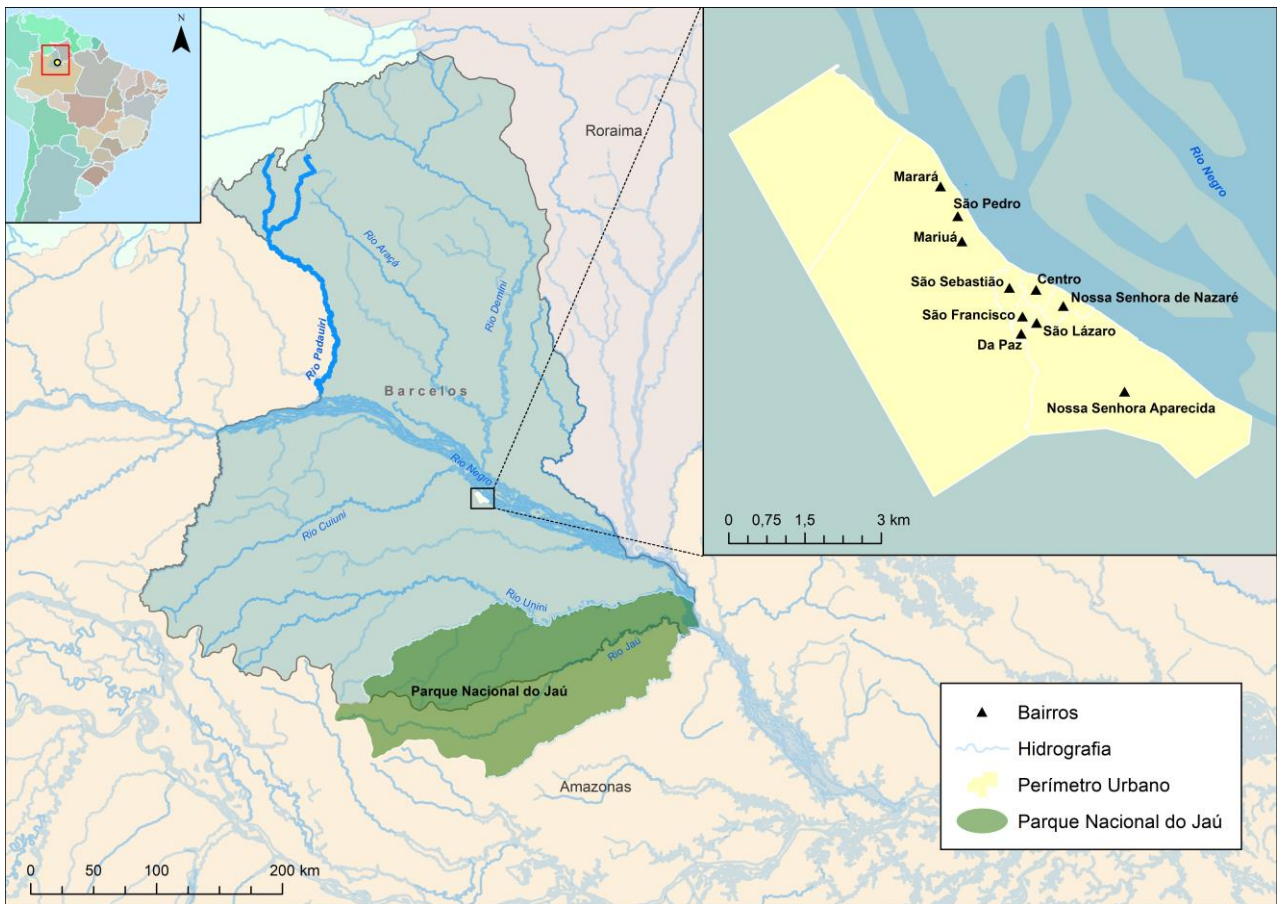 N
Roraima
Rio Araçá
Rio Demini
Rio Padauiri
Barcelos
Rio Negro
Rio Cuiuni
Rio Unini
Rio Jaú
Parque Nacional do Jaú
Amazonas
0 50 100 200 km
Rio Negro
Marará
São Pedro
Mariuá
São Sebastião
Centro
Nossa Senhora de Nazaré
São Francisco
São Lázaro
Da Paz
Nossa Senhora Aparecida
0 0,75 1,5 3 km
Bairros
Hidrografia
Perímetro Urbano
Parque Nacional do Jaú